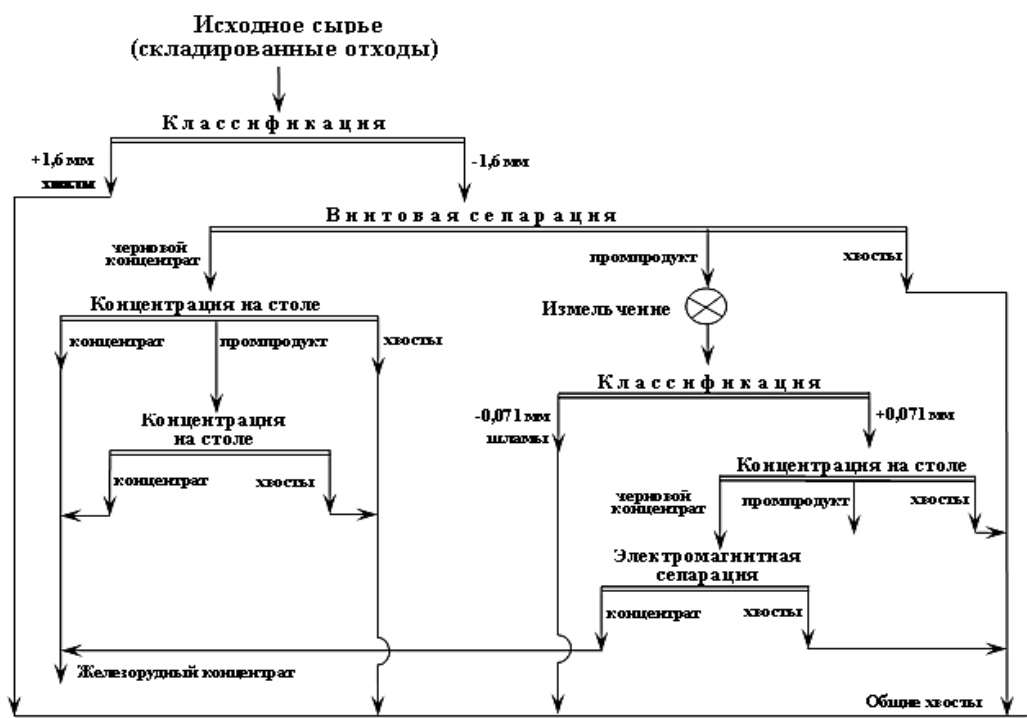 Исходное сырье
(складированные отходы)
Классификация
+1,6 мм
-1,6 мм
Винтовая сепарация
черновой
концентрат
промпродукт
хвосты
Концентрация на столе
Измельчение
концентрат
промпродукт
хвосты
Классификация
-0,071 мм
шламы
+0,071 мм
Концентрация
на столе
Концентрация на столе
концентрат
хвосты
черновой
концентрат
промпродукт
хвосты
Электромагнитная
сепарация
концентрат
хвосты
Железорудный концентрат
Общие хвосты